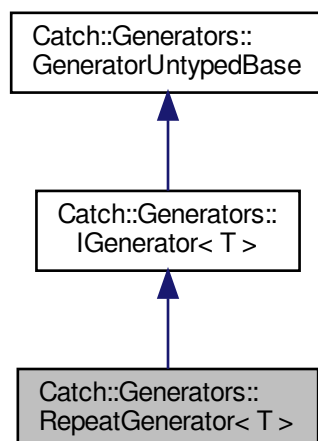 Catch::Generators::
GeneratorUntypedBase
Catch::Generators::
IGenerator< T >
Catch::Generators::
RepeatGenerator< T >